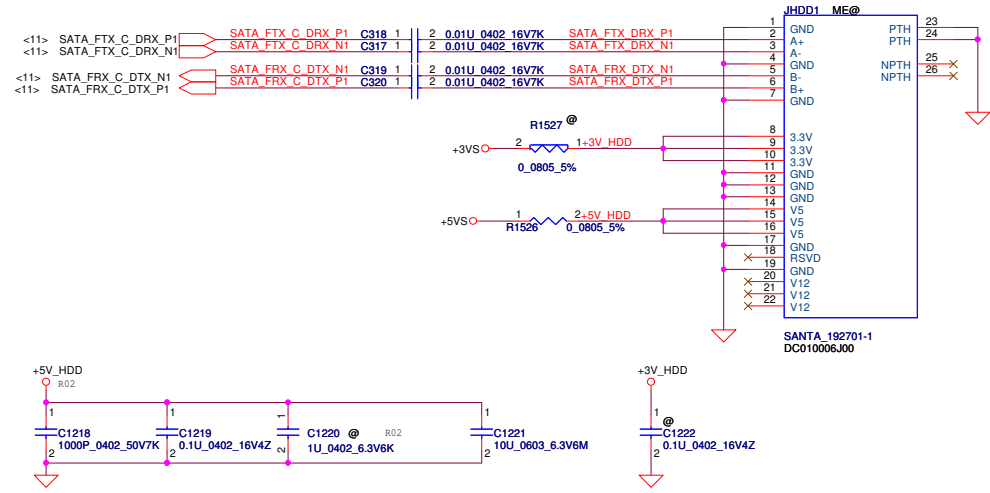 JHDD1 ME@
<11> SATA_FTX_C_DRX_P1 SATA_FTX_C_DRX_P1 C318 1 2 0.01U_0402_16V7K SATA_FTX_DRX_P1
<11> SATA_FTX_C_DRX_N1 SATA_FTX_C_DRX_N1 C317 1 2 0.01U_0402_16V7K SATA_FTX_DRX_N1
<11> SATA_FRX_C_DTX_N1 SATA_FRX_C_DTX_N1 C319 1 2 0.01U_0402_16V7K SATA_FRX_DTX_N1
<11> SATA_FRX_C_DTX_P1 SATA_FRX_C_DTX_P1 C320 1 2 0.01U_0402_16V7K SATA_FRX_DTX_P1
1 GND
2 A+
3 A-
4 GND
5 B-
6 B+
7 GND
PTH 23
PTH 24
NPTH 25
NPTH 26
R1527 @
+3VS 2 1 +3V_HDD
0_0805_5%
8 3.3V
9 3.3V
10 3.3V
11 GND
12 GND
13 GND
+5VS 1 2 +5V_HDD
R1526 0_0805_5%
14 V5
15 V5
16 V5
17 GND
18 RSVD
19 GND
20 V12
21 V12
22 V12
SANTA_192701-1
DC010006J00
+5V_HDD
R02
1 C1218 2
1000P_0402_50V7K
1 C1219 2
0.1U_0402_16V4Z
1 C1220 @ R02 2
1U_0402_6.3V6K
1 C1221 2
10U_0603_6.3V6M
+3V_HDD
1 @
C1222 2
0.1U_0402_16V4Z